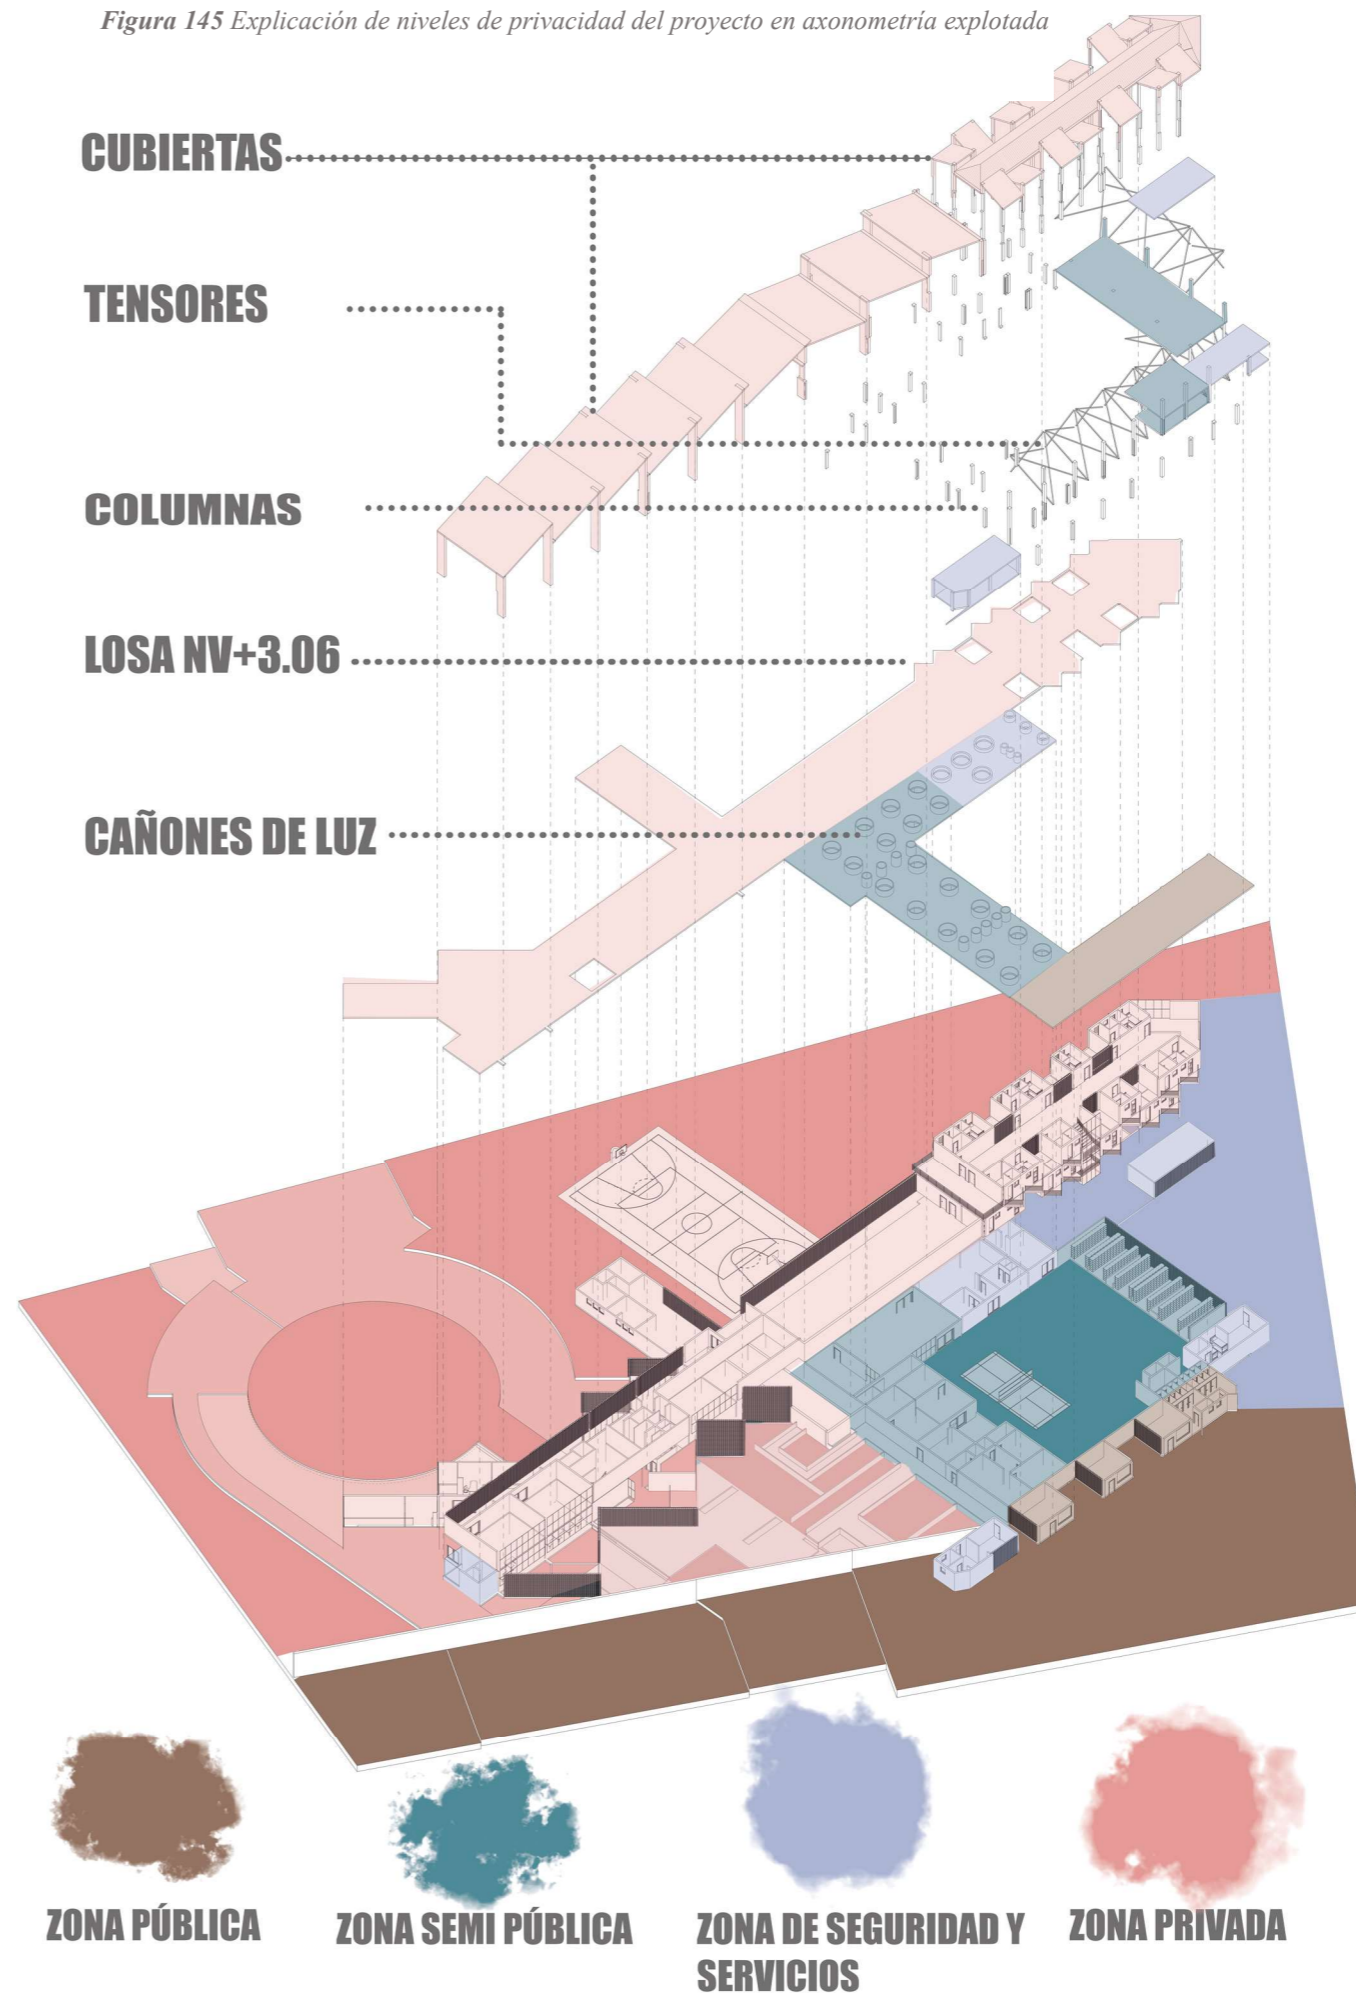 Figura 145 Explicación de niveles de privacidad del proyecto en axonometría explotada
CUBIERTAS
TENSORES
COLUMNAS
LOSA NV+3.06
CAÑONES DE LUZ
ZONA PÚBLICA
ZONA SEMI PÚBLICA
ZONA DE SEGURIDAD Y
SERVICIOS
ZONA PRIVADA